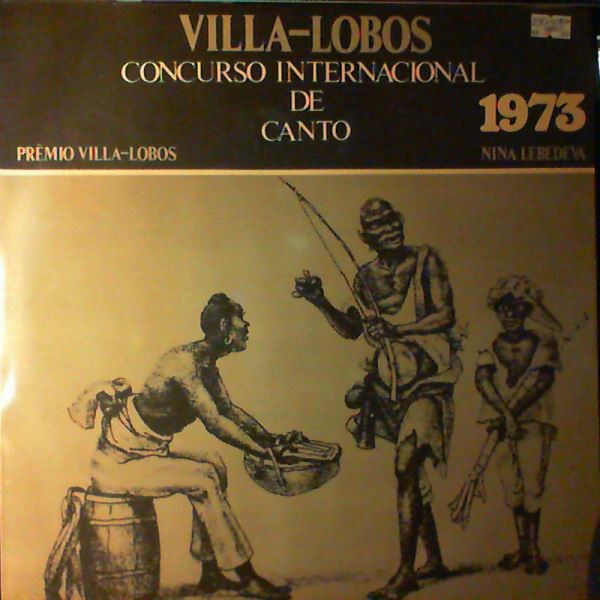 VILLA-LOBOS
CONCURSO INTERNACIONAL
DE
CANTO
1973
PRÊMIO VILLA-LOBOS
NINA LEBEDEVA